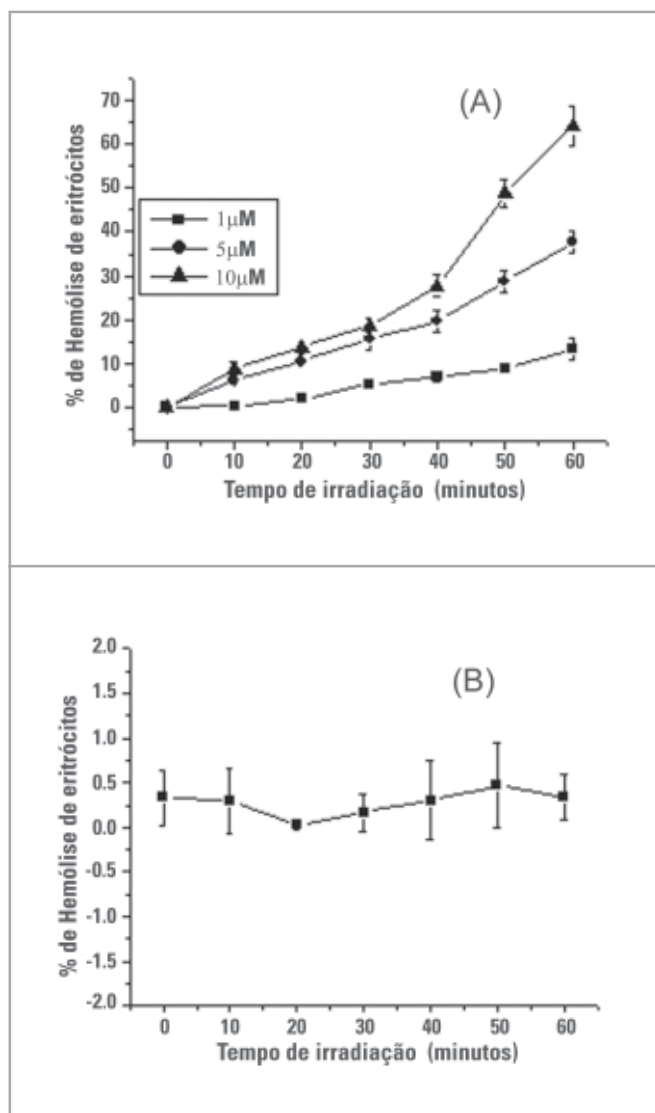 (A)
% de Hemólise de eritrócitos
70
60
50
40
30
20
10
0
1µM
5µM
10µM
0 10 20 30 40 50 60
Tempo de irradiação (minutos)
(B)
% de Hemólise de eritrócitos
2.0
1.5
1.0
0.5
0.0
-0.5
-1.0
-1.5
-2.0
0 10 20 30 40 50 60
Tempo de irradiação (minutos)